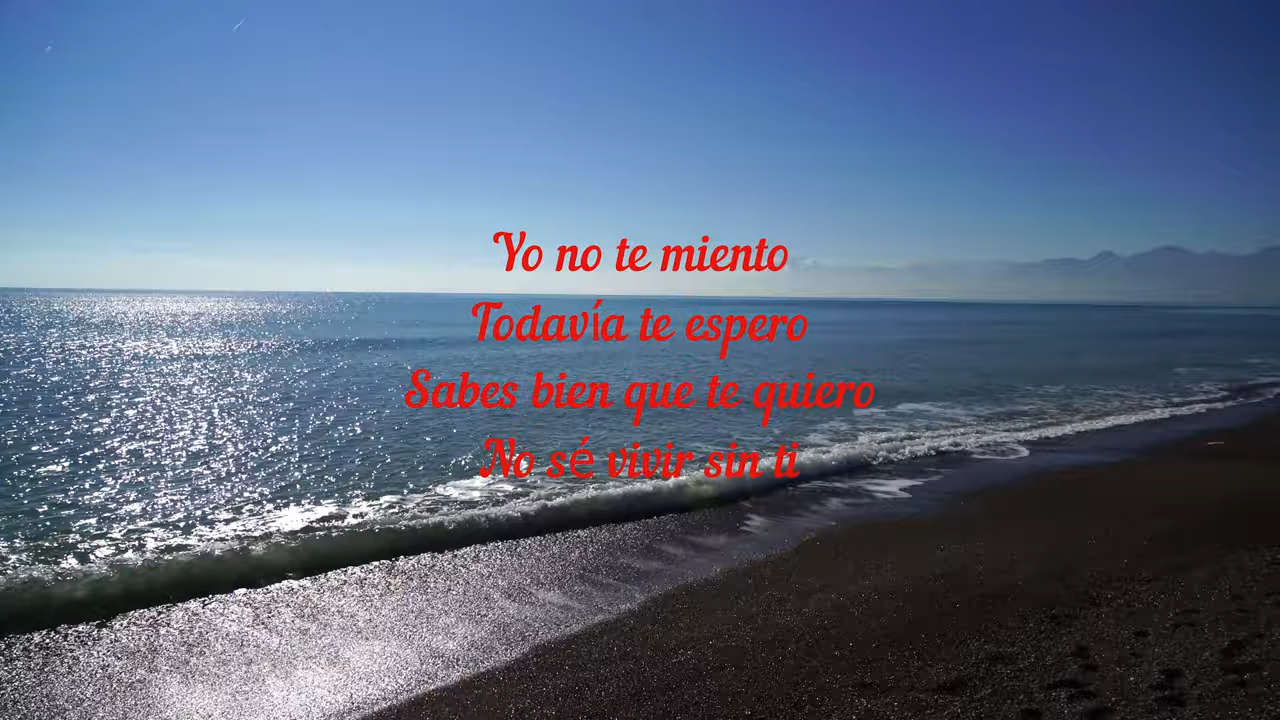 Yo no te miento
Todavía te espero
Sabes bien que te quiero
No sé vivir sin ti